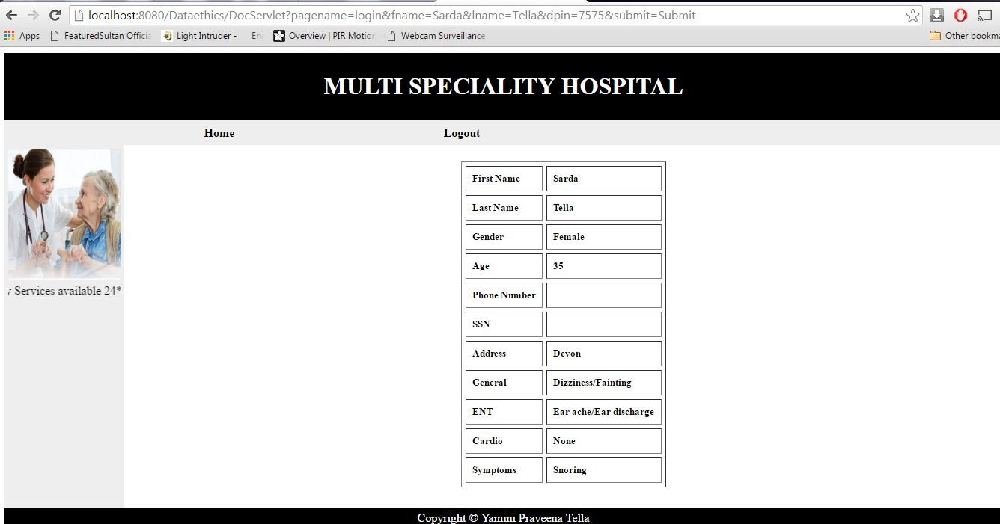 localhost:8080/Dataethics/DocServlet?pagename=login&fname=Sarda&lname=Tella&dpin=7575&submit=Submit
Apps FeaturedSultan Officia Light Intruder - Overview | PIR Motion Webcam Surveillance Other bookma
MULTI SPECIALITY HOSPITAL
Home Logout
First Name Sarda
Last Name Tella
Gender Female
Age 35
Phone Number
SSN
Address Devon
General Dizziness/Fainting
ENT Ear-ache/Ear discharge
Cardio None
Symptoms Snoring
y Services available 24*
Copyright © Yamini Praveena Tella